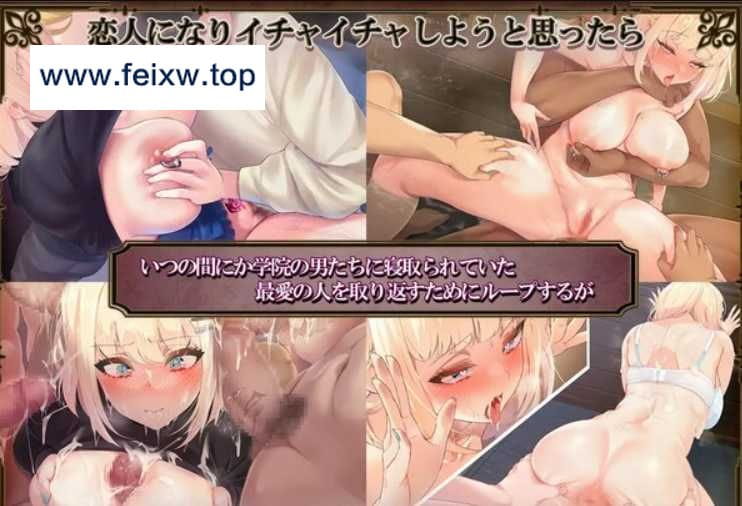 恋人になりイチャイチャしようと思ったら
www.feixw.top
いつの間にか学院の男たちに寝取られていた
最愛の人を取り返すためにループするが